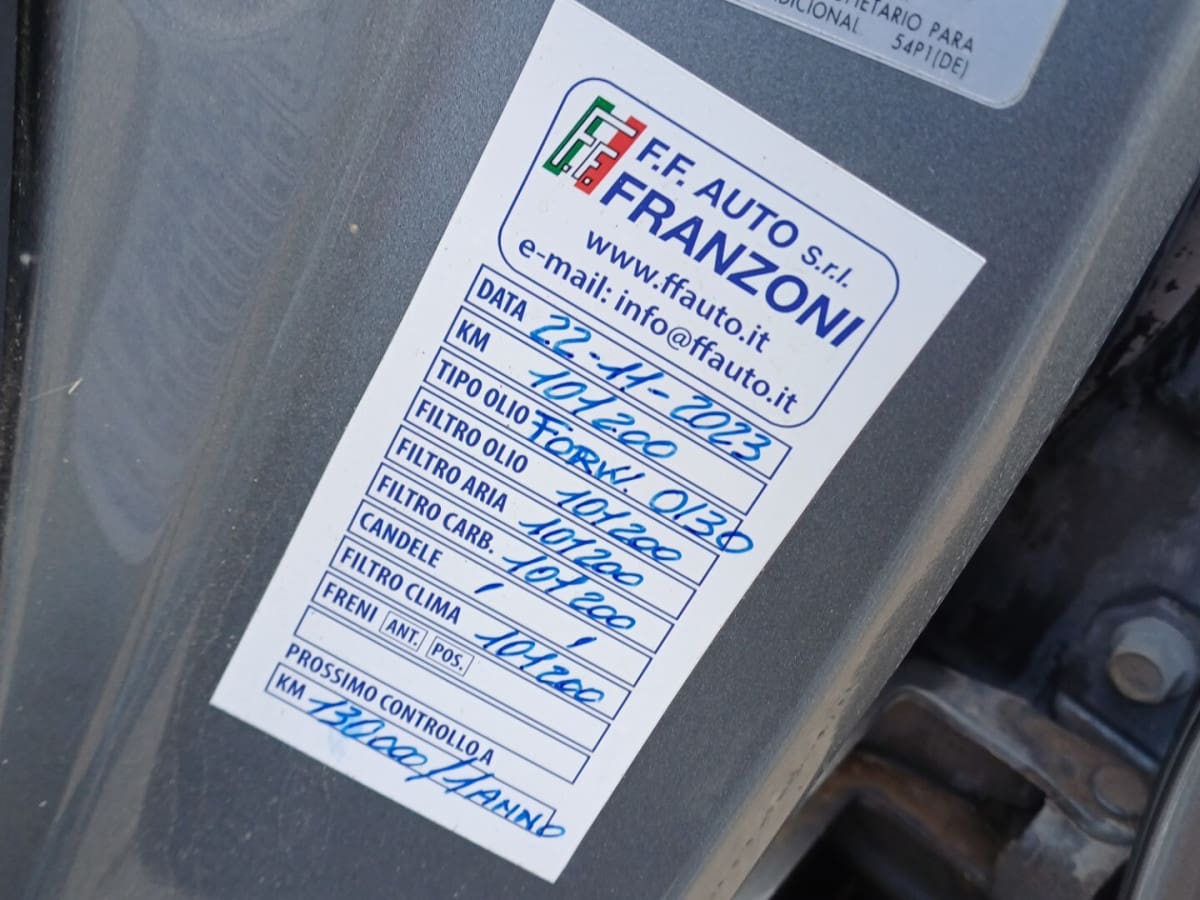 PARA
54P1(DE)
F.F.
F.F. AUTO s.r.l.
FRANZONI
www.ffauto.it
e-mail: info@ffauto.it
DATA 22-11-2023
KM 101200
TIPO OLIO FORW. 0/30
FILTRO OLIO 101200
FILTRO ARIA 101200
FILTRO CARB. 101200
CANDELE / /
FILTRO CLIMA 101200
FRENI ANT. POS.
PROSSIMO CONTROLLO A
KM 130000/1 ANNO